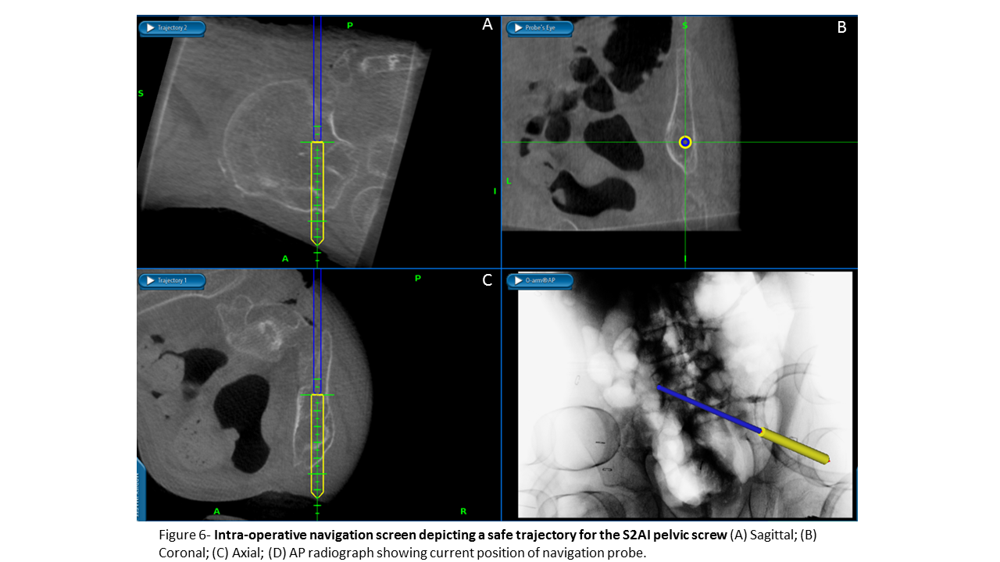 Trajectory 2
P
A
S
I
A
Probe's Eye
S
B
L
I
Trajectory 1
P
C
A
R
O-arm® AP
Figure 6- Intra-operative navigation screen depicting a safe trajectory for the S2AI pelvic screw (A) Sagittal; (B)
Coronal; (C) Axial; (D) AP radiograph showing current position of navigation probe.